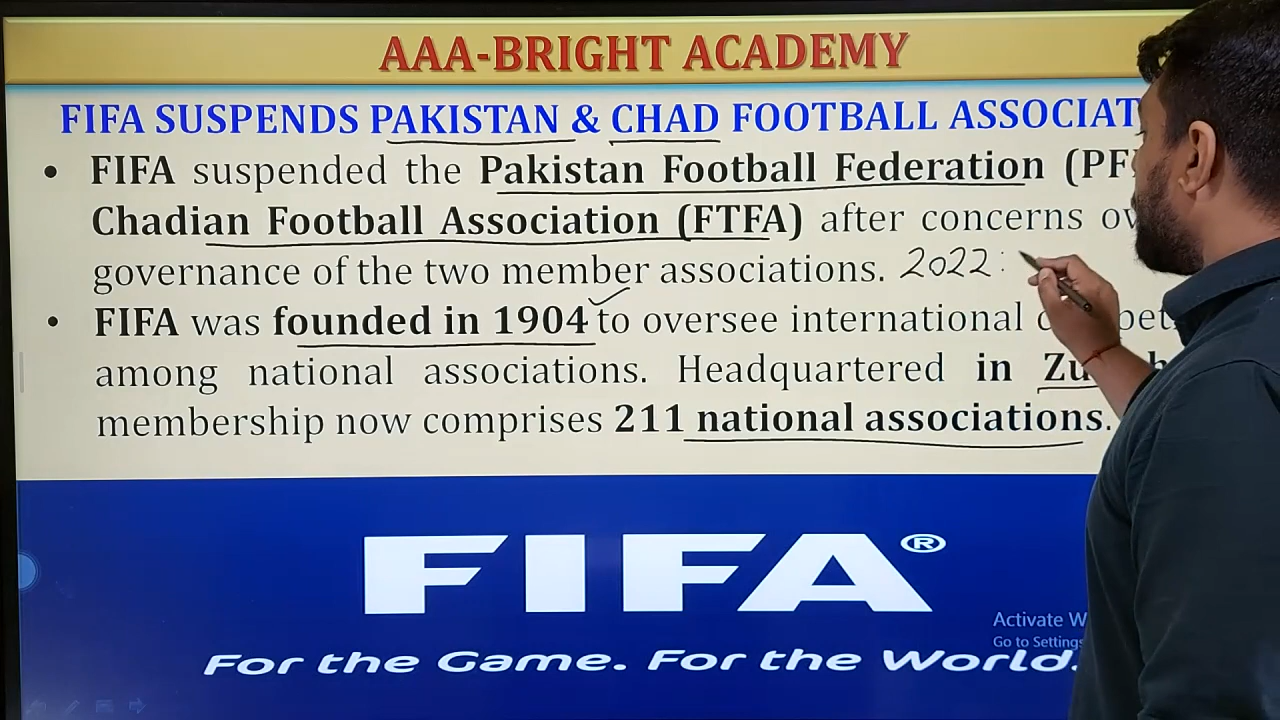 AAA-BRIGHT ACADEMY
FIFA SUSPENDS PAKISTAN & CHAD FOOTBALL ASSOCIAT
• FIFA suspended the Pakistan Football Federation (PF
Chadian Football Association (FTFA) after concerns ov
governance of the two member associations. 2022:
• FIFA was founded in 1904 to oversee international
among national associations. Headquartered in Zu
membership now comprises 211 national associations.
FIFA®
For the Game. For the World.
Activate W
Go to Settings